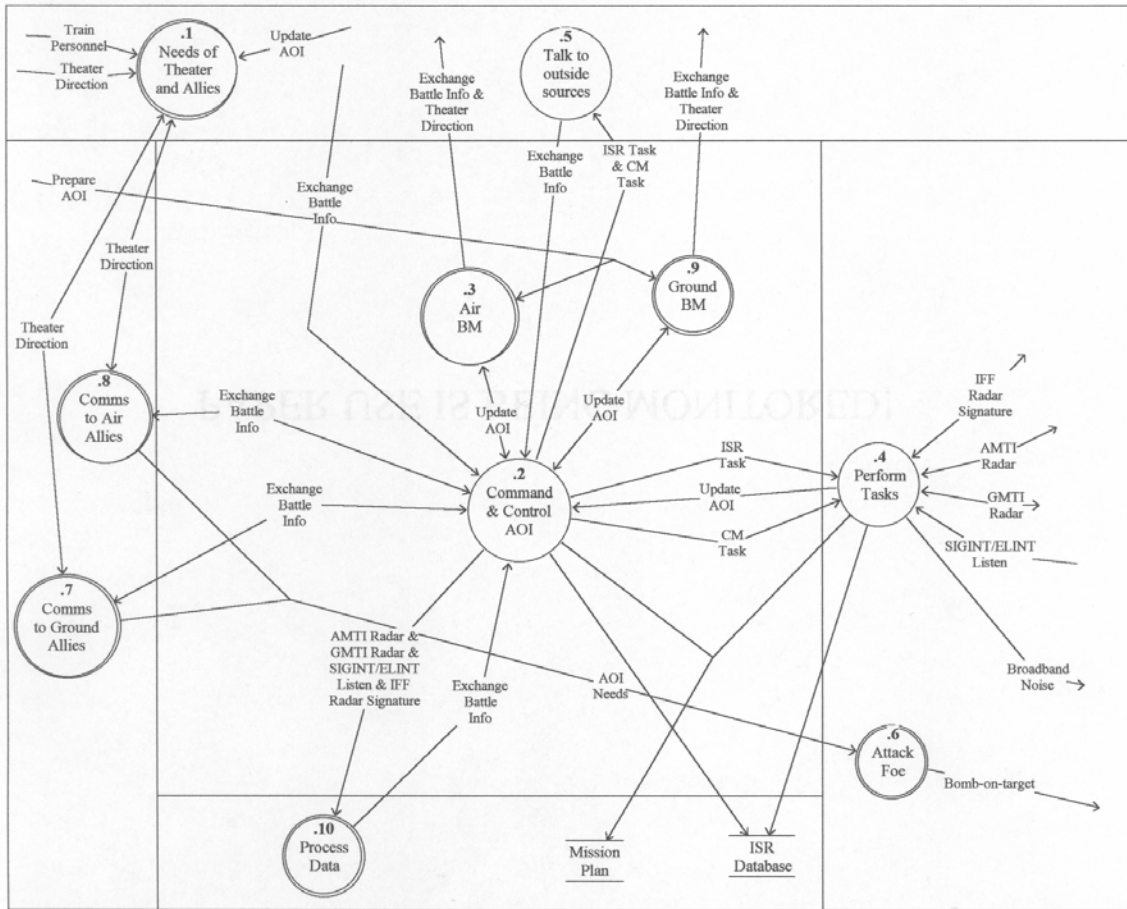 Train
Personnel
Theater
Direction
.1
Needs of
Theater
and Allies
Update
AOI
Exchange
Battle Info &
Theater
Direction
.5
Talk to
outside
sources
Exchange
Battle Info &
Theater
Direction
Prepare
AOI
Exchange
Battle
Info
Exchange
Battle
Info
ISR Task
& CM
Task
Theater
Direction
.3
Air
BM
.9
Ground
BM
Theater
Direction
.8
Comms
to Air
Allies
Exchange
Battle
Info
Update
AOI
Update
AOI
PAPER USE IS BEING MONITORED!
IFF
Radar
Signature
AMTI
Radar
GMTI
Radar
SIGINT/ELINT
Listen
.4
Perform
Tasks
ISR
Task
Update
AOI
CM
Task
.2
Command
& Control
AOI
Exchange
Battle
Info
.7
Comms
to Ground
Allies
AMTI Radar &
GMTI Radar &
SIGINT/ELINT
Listen & IFF
Radar Signature
Exchange
Battle
Info
AOI
Needs
Broadband
Noise
.6
Attack
Foe
Bomb-on-target
.10
Process
Data
Mission
Plan
ISR
Database